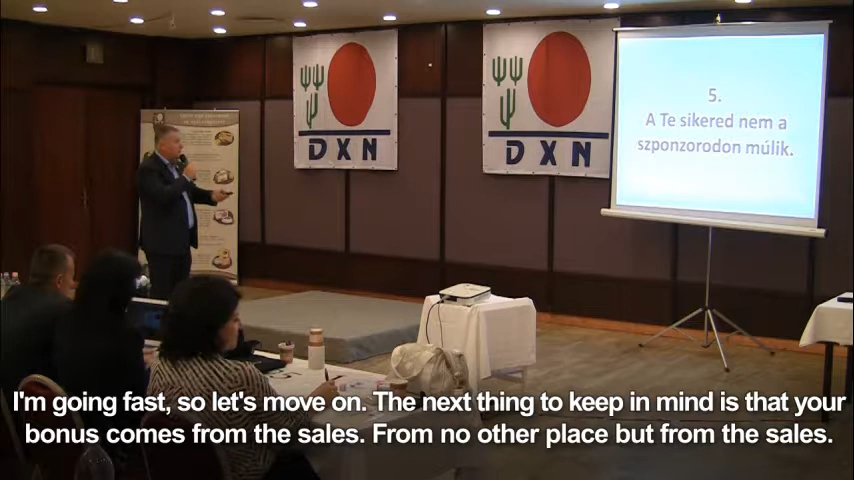 DXN
DXN
5.
A Te sikered nem a
szponzorodon múlik.
I'm going fast, so let's move on. The next thing to keep in mind is that your
bonus comes from the sales. From no other place but from the sales.